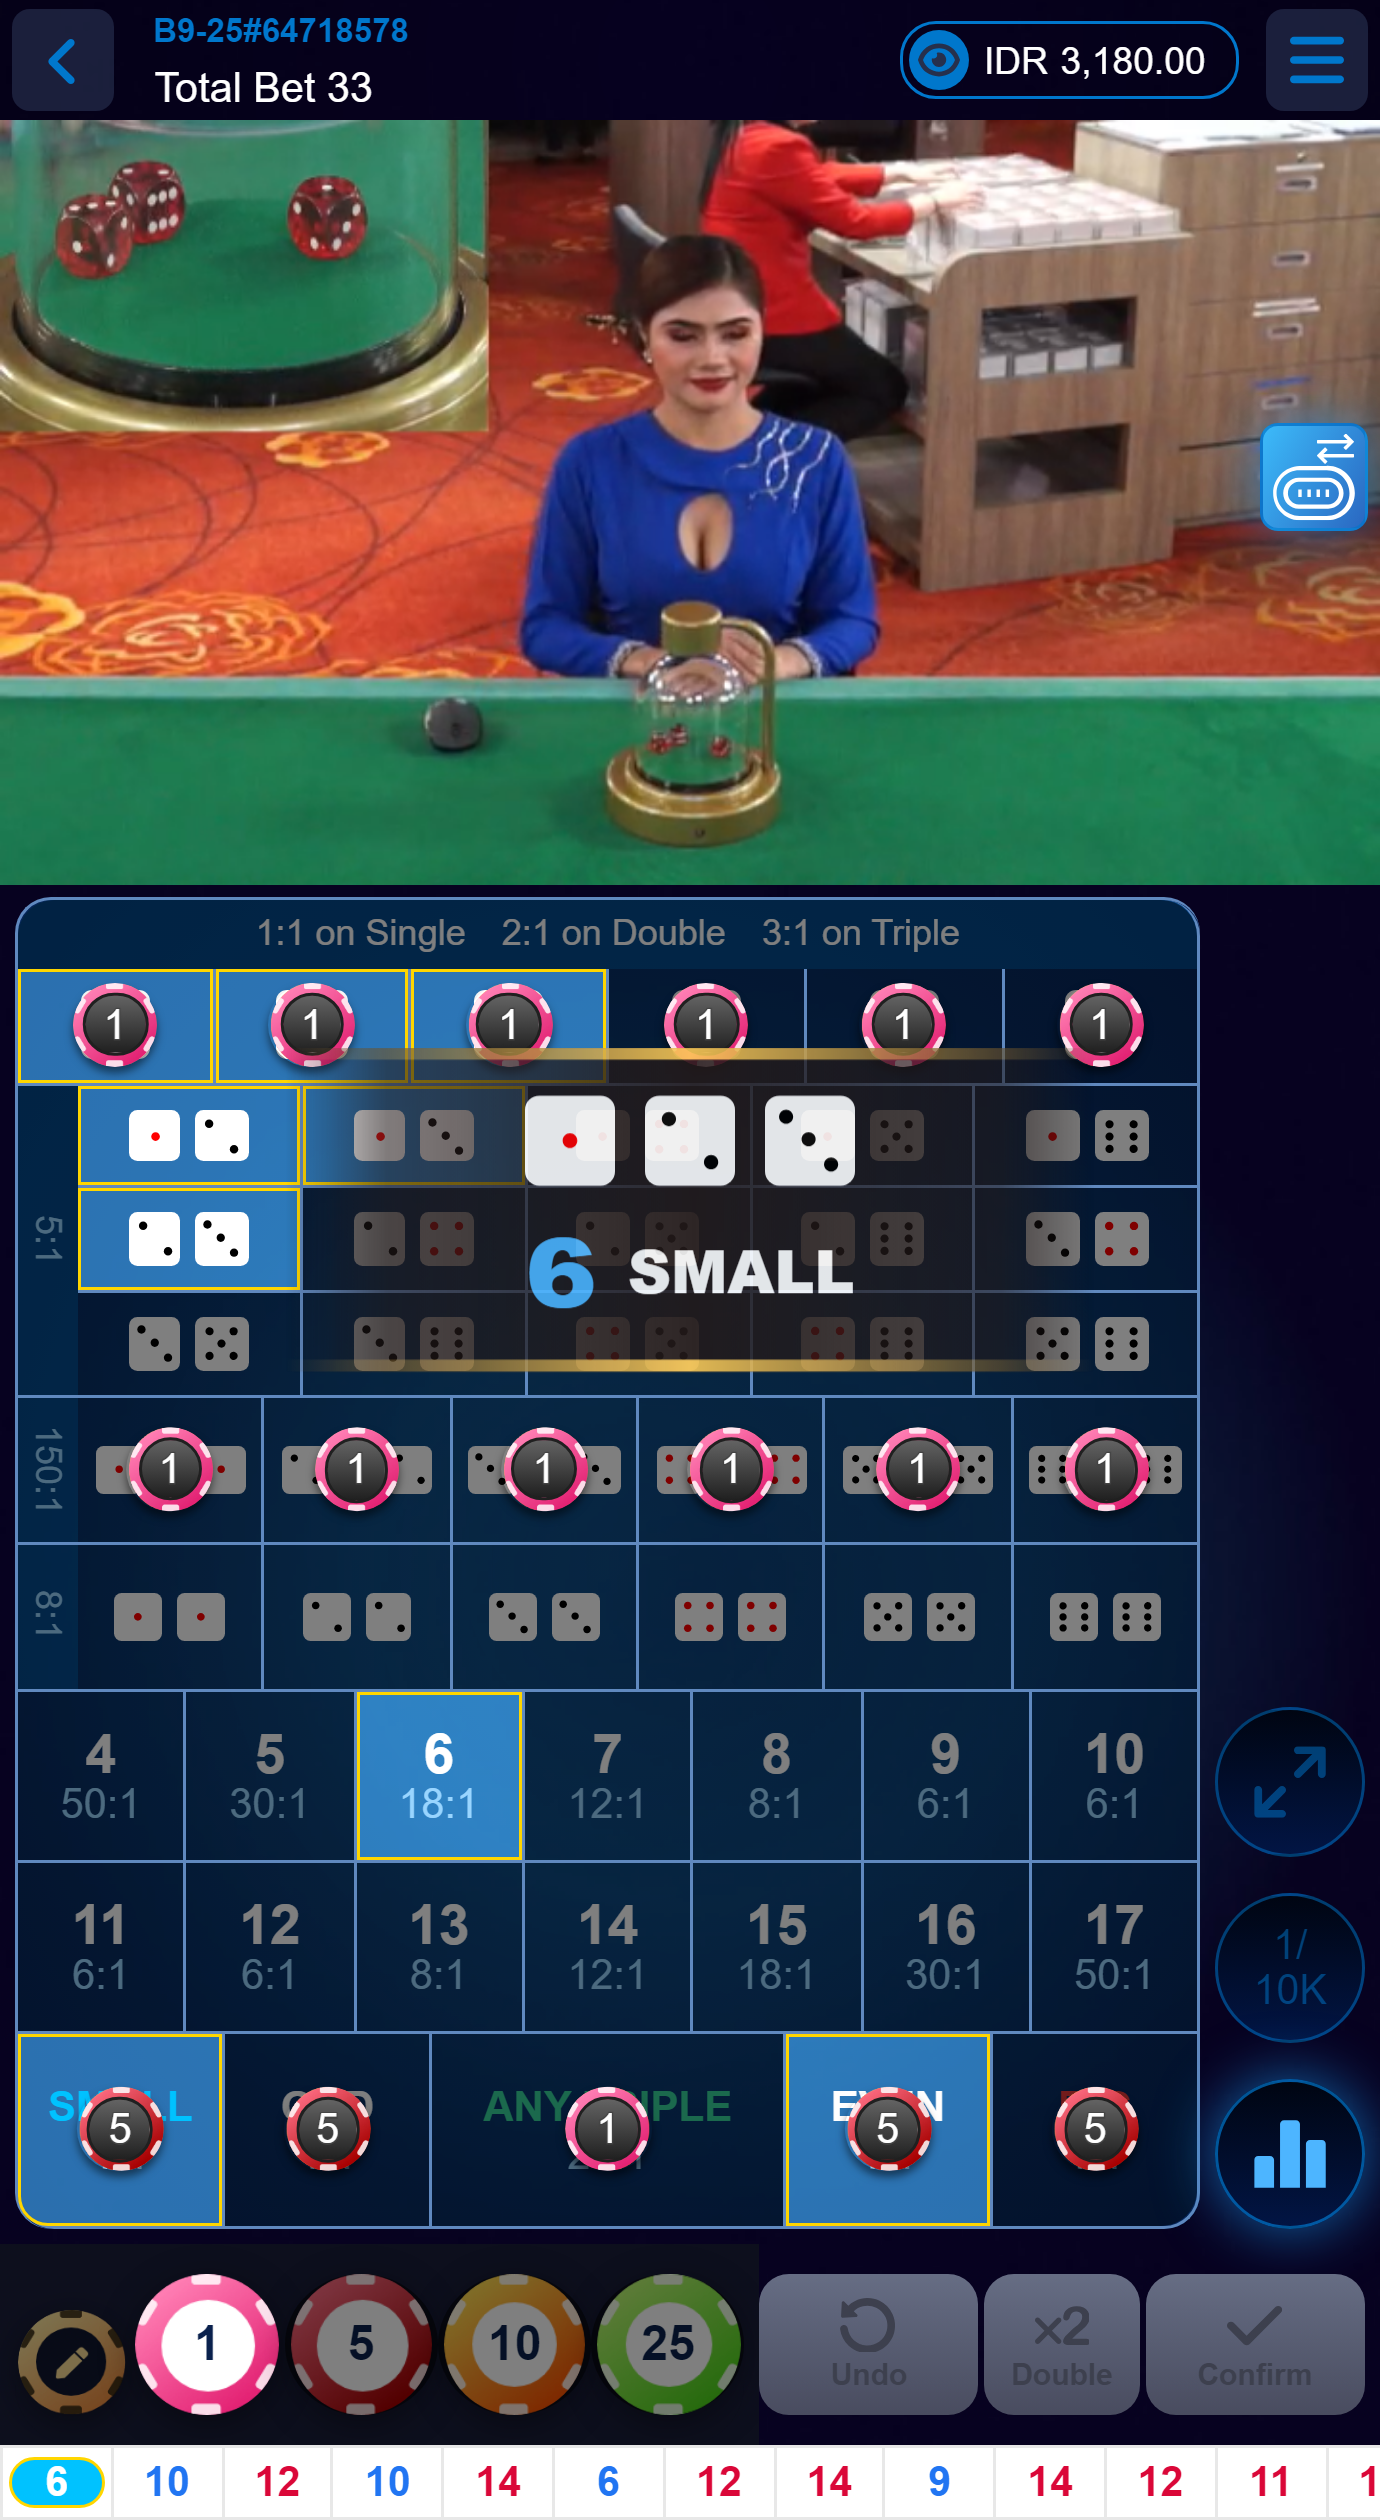 B9-25#64718578
Total Bet 33
IDR 3,180.00
1:1 on Single 2:1 on Double 3:1 on Triple
1 1 1 1 1 1
5:1
6 SMALL
150:1
1 1 1 1 1 1
8:1
4 5 6 7 8 9 10
50:1 30:1 18:1 12:1 8:1 6:1 6:1
11 12 13 14 15 16 17
6:1 6:1 8:1 12:1 18:1 30:1 50:1
5 5 1 5 5
1/
10K
1 5 10 25
Undo
x2
Double
Confirm
6 10 12 10 14 6 12 14 9 14 12 11